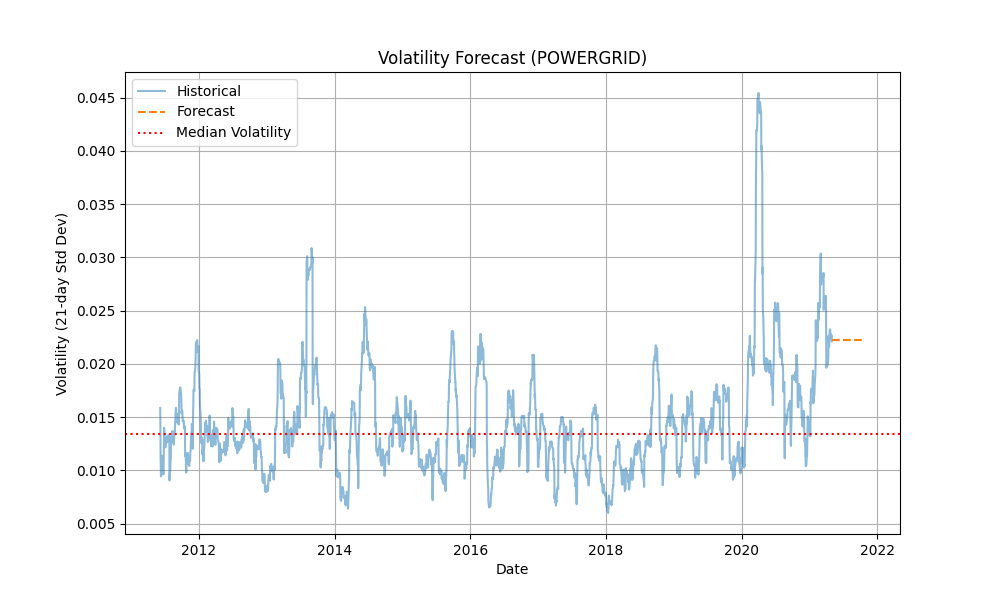 Volatility Forecast (POWERGRID)
Historical
Forecast
Median Volatility
0.045
0.040
0.035
0.030
0.025
0.020
0.015
0.010
0.005
Volatility (21-day Std Dev)
2012 2014 2016 2018 2020 2022
Date